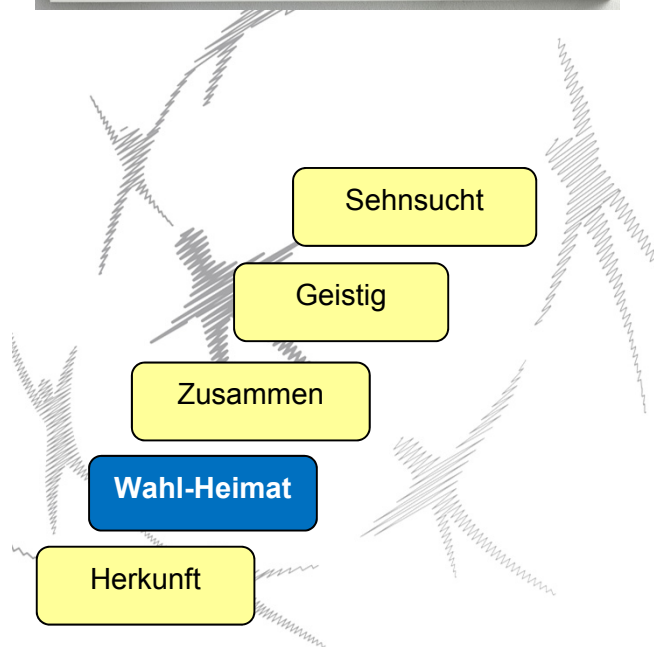 Sehnsucht
Geistig
Zusammen
Wahl-Heimat
Herkunft